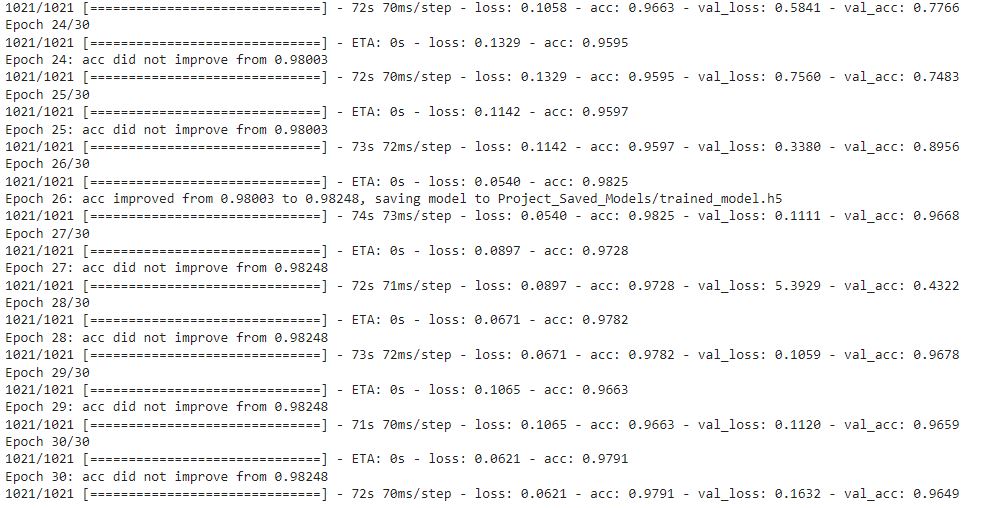 1021/1021 [==============================] - 72s 70ms/step - loss: 0.1058 - acc: 0.9663 - val_loss: 0.5841 - val_acc: 0.7766
Epoch 24/30
1021/1021 [==============================] - ETA: 0s - loss: 0.1329 - acc: 0.9595
Epoch 24: acc did not improve from 0.98003
1021/1021 [==============================] - 72s 70ms/step - loss: 0.1329 - acc: 0.9595 - val_loss: 0.7560 - val_acc: 0.7483
Epoch 25/30
1021/1021 [==============================] - ETA: 0s - loss: 0.1142 - acc: 0.9597
Epoch 25: acc did not improve from 0.98003
1021/1021 [==============================] - 73s 72ms/step - loss: 0.1142 - acc: 0.9597 - val_loss: 0.3380 - val_acc: 0.8956
Epoch 26/30
1021/1021 [==============================] - ETA: 0s - loss: 0.0540 - acc: 0.9825
Epoch 26: acc improved from 0.98003 to 0.98248, saving model to Project_Saved_Models/trained_model.h5
1021/1021 [==============================] - 74s 73ms/step - loss: 0.0540 - acc: 0.9825 - val_loss: 0.1111 - val_acc: 0.9668
Epoch 27/30
1021/1021 [==============================] - ETA: 0s - loss: 0.0897 - acc: 0.9728
Epoch 27: acc did not improve from 0.98248
1021/1021 [==============================] - 72s 71ms/step - loss: 0.0897 - acc: 0.9728 - val_loss: 5.3929 - val_acc: 0.4322
Epoch 28/30
1021/1021 [==============================] - ETA: 0s - loss: 0.0671 - acc: 0.9782
Epoch 28: acc did not improve from 0.98248
1021/1021 [==============================] - 73s 72ms/step - loss: 0.0671 - acc: 0.9782 - val_loss: 0.1059 - val_acc: 0.9678
Epoch 29/30
1021/1021 [==============================] - ETA: 0s - loss: 0.1065 - acc: 0.9663
Epoch 29: acc did not improve from 0.98248
1021/1021 [==============================] - 71s 70ms/step - loss: 0.1065 - acc: 0.9663 - val_loss: 0.1120 - val_acc: 0.9659
Epoch 30/30
1021/1021 [==============================] - ETA: 0s - loss: 0.0621 - acc: 0.9791
Epoch 30: acc did not improve from 0.98248
1021/1021 [==============================] - 72s 70ms/step - loss: 0.0621 - acc: 0.9791 - val_loss: 0.1632 - val_acc: 0.9649